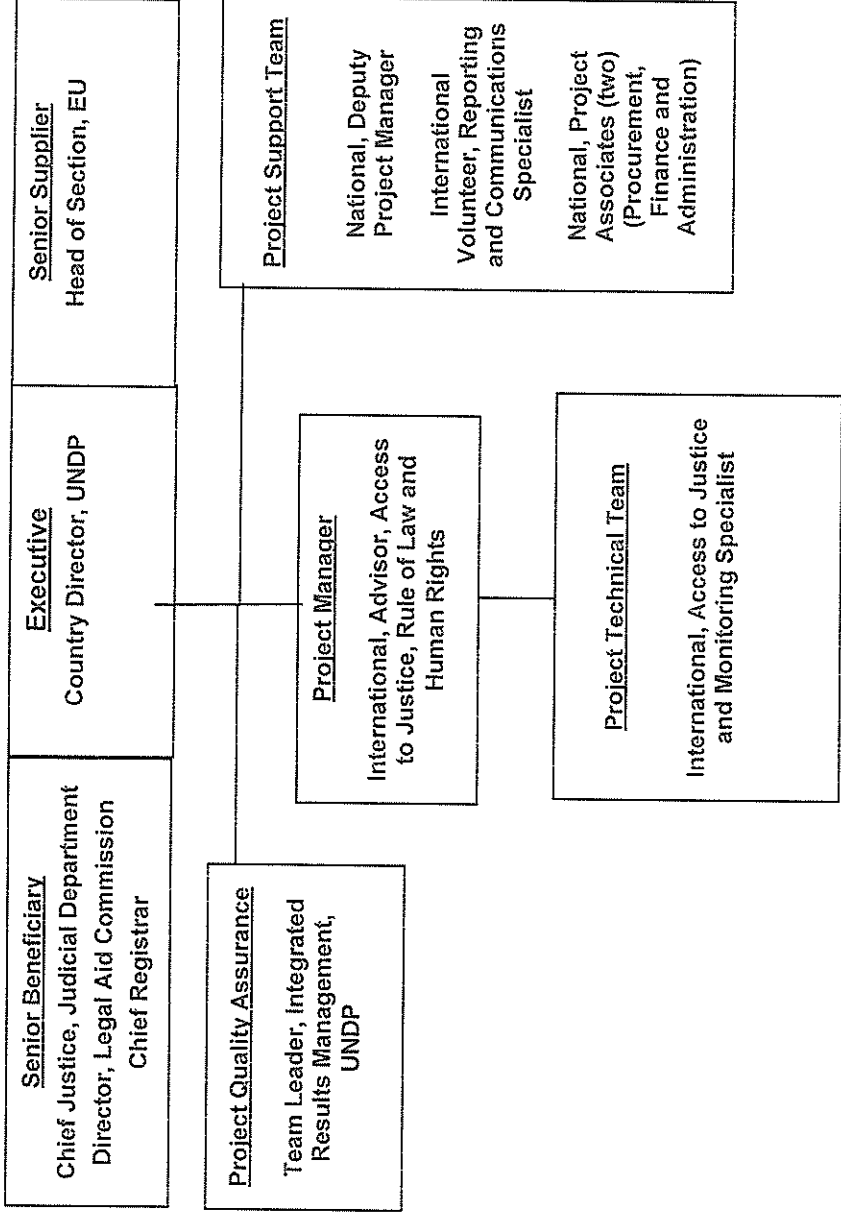 Senior Beneficiary
Chief Justice, Judicial Department
Director, Legal Aid Commission
Chief Registrar
Executive
Country Director, UNDP
Senior Supplier
Head of Section, EU
Project Quality Assurance
Team Leader, Integrated
Results Management,
UNDP
Project Manager
International, Advisor, Access
to Justice, Rule of Law and
Human Rights
Project Support Team
National, Deputy
Project Manager
International
Volunteer, Reporting
and Communications
Specialist
National, Project
Associates (two)
(Procurement,
Finance and
Administration)
Project Technical Team
International, Access to Justice
and Monitoring Specialist